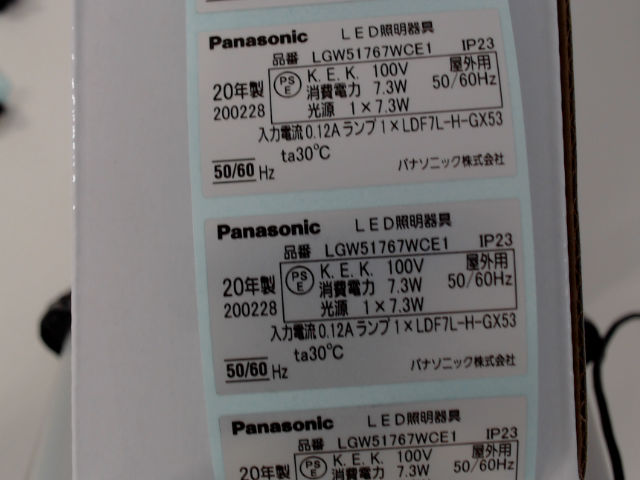 Panasonic LED照明器具
品番 LGW51767WCE1 IP23
20年製 PS E K.E.K. 100V 屋外用
200228 消費電力 7.3W 50/60Hz
光源 1×7.3W
入力電流0.12A ランプ1×LDF7L-H-GX53
ta30℃
50/60 Hz パナソニック株式会社
Panasonic LED照明器具
品番 LGW51767WCE1 IP23
20年製 PS E K.E.K. 100V 屋外用
200228 消費電力 7.3W 50/60Hz
光源 1×7.3W
入力電流0.12A ランプ1×LDF7L-H-GX53
ta30℃
50/60 Hz パナソニック株式会社
Panasonic LED照明器具
品番 LGW51767WCE1 IP23
20年製 PS E K.E.K. 100V 屋外用
消費電力 7.3W 50/60Hz